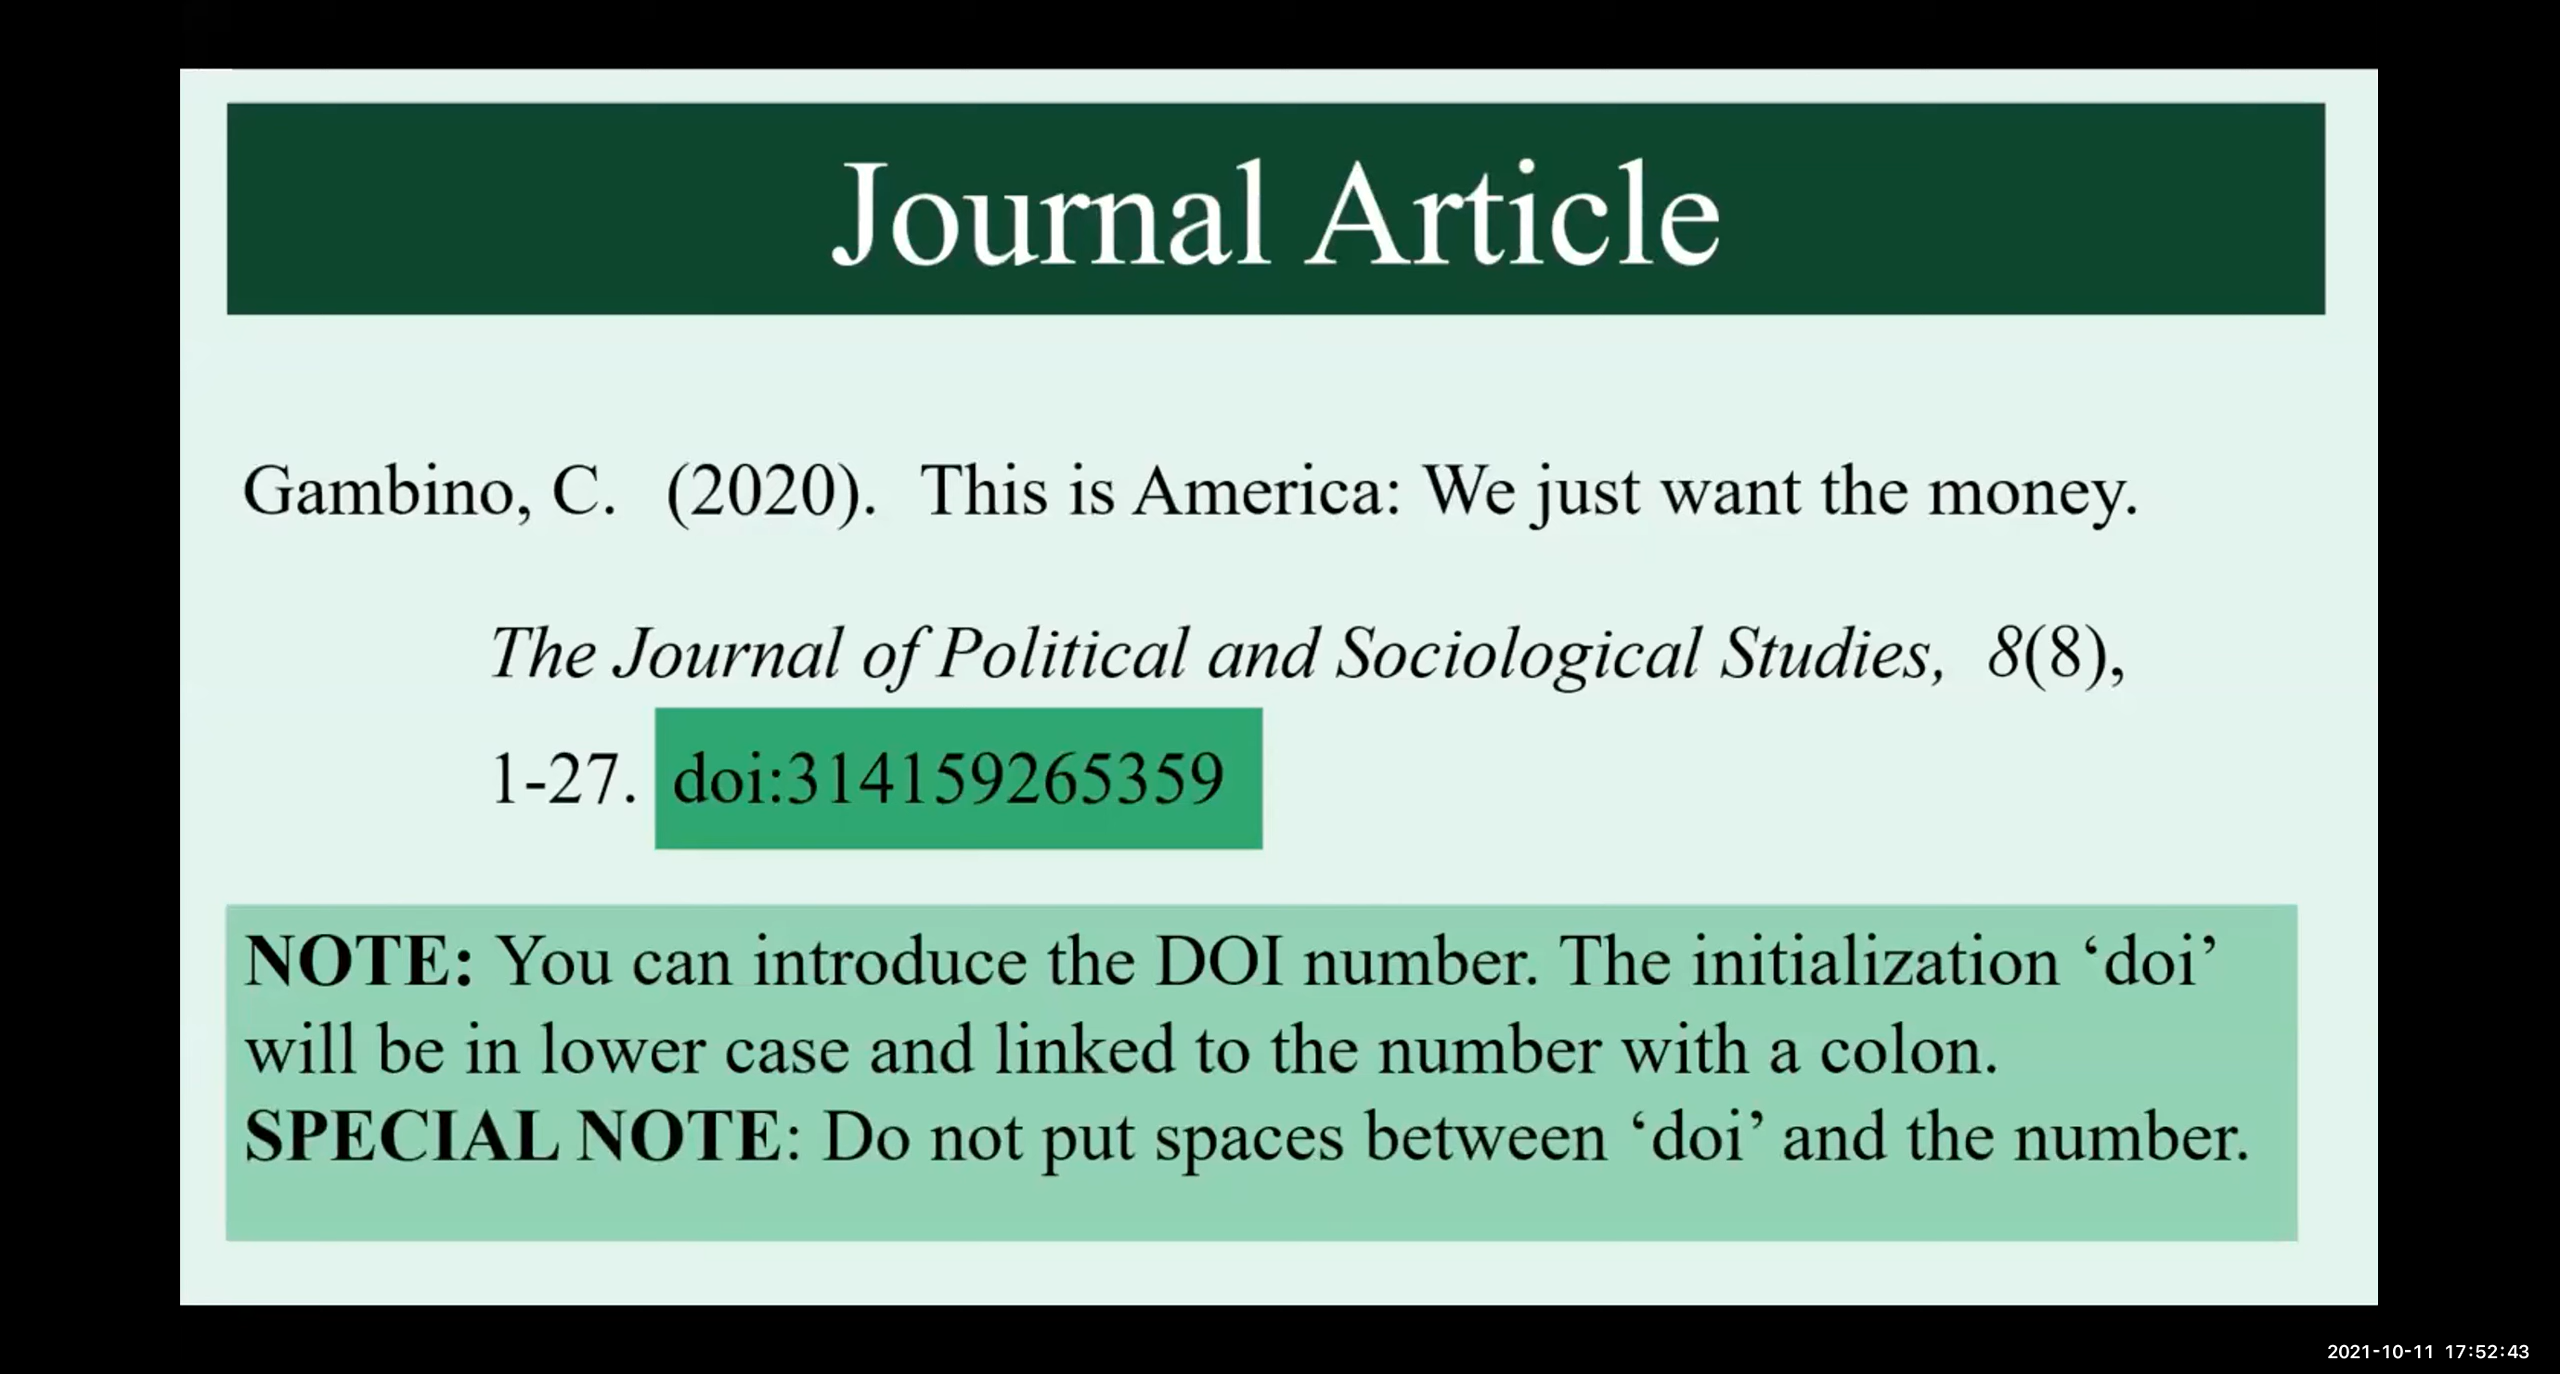 Journal Article
Gambino, C. (2020). This is America: We just want the money.
The Journal of Political and Sociological Studies, 8(8),
1-27. doi:314159265359
NOTE: You can introduce the DOI number. The initialization ‘doi’
will be in lower case and linked to the number with a colon.
SPECIAL NOTE: Do not put spaces between ‘doi’ and the number.
2021-10-11 17:52:43